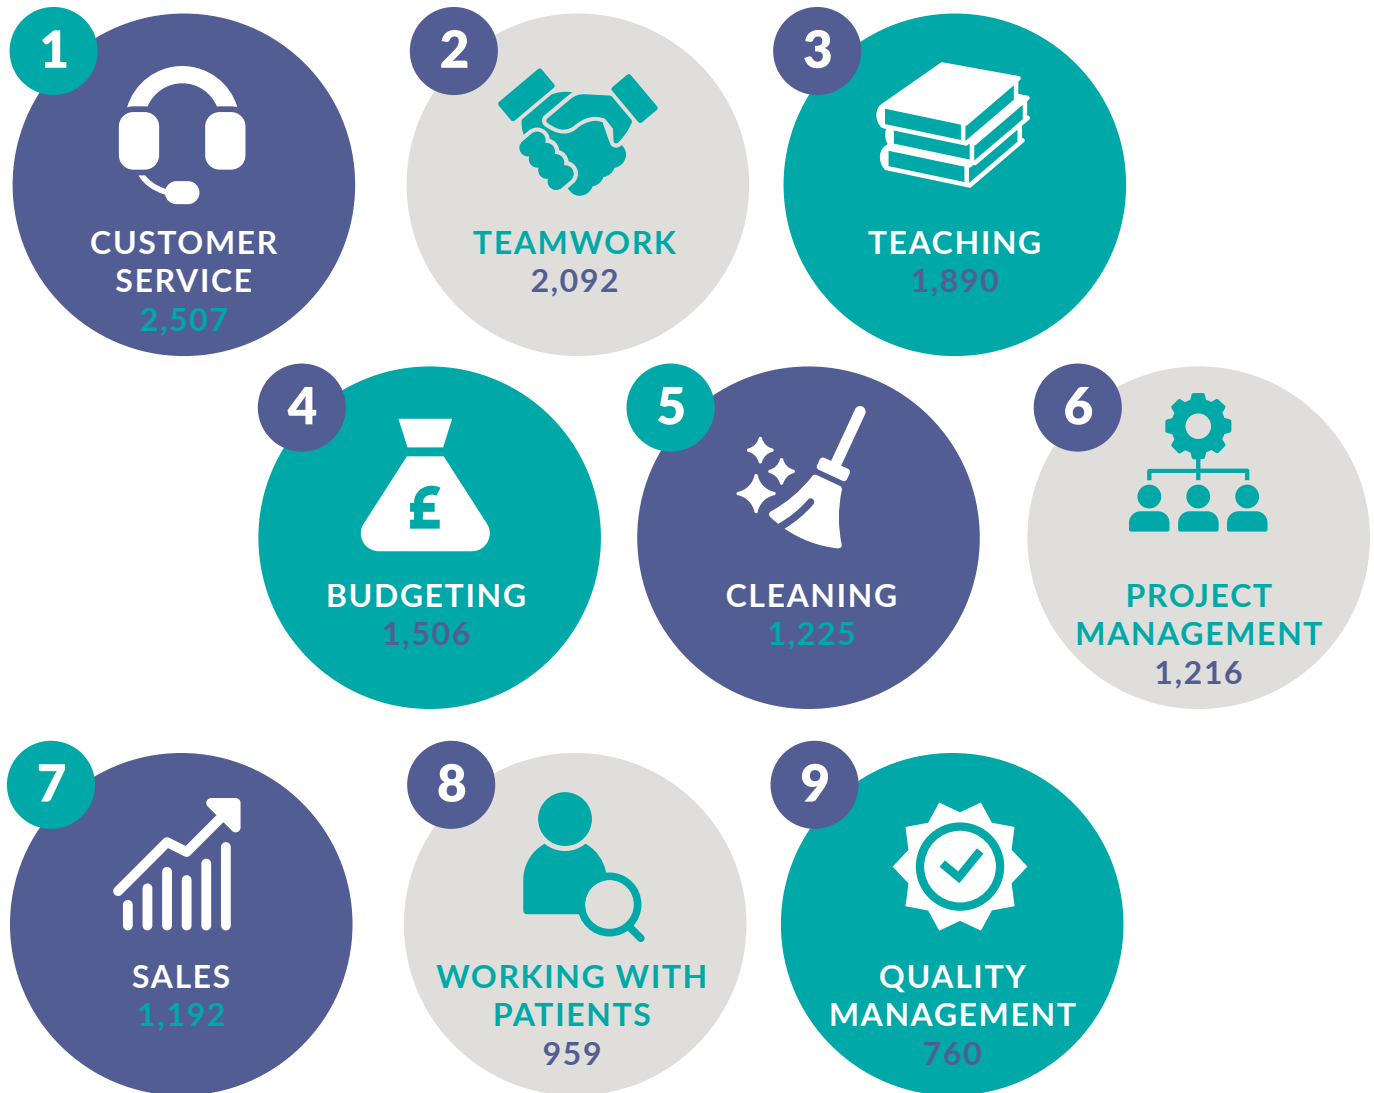 1
CUSTOMER
SERVICE
2,507
2
TEAMWORK
2,092
3
TEACHING
1,890
4
£
BUDGETING
1,506
5
CLEANING
1,225
6
PROJECT
MANAGEMENT
1,216
7
SALES
1,192
8
WORKING WITH
PATIENTS
959
9
QUALITY
MANAGEMENT
760